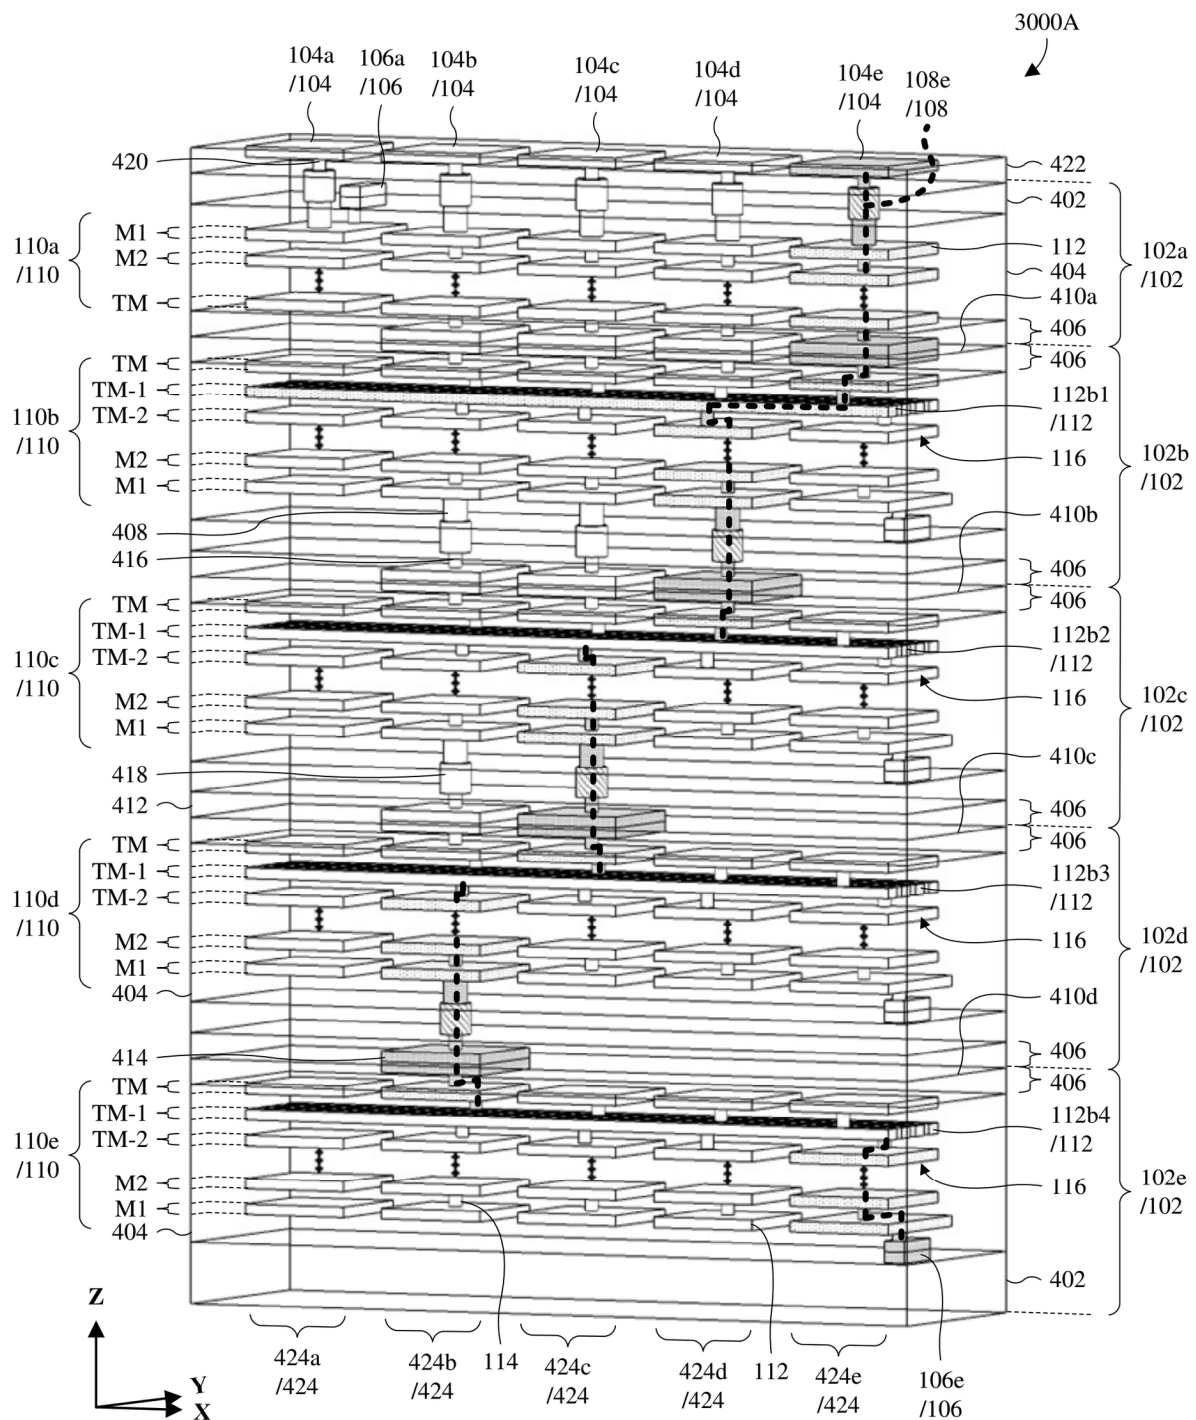 3000A
104a
/104
106a
/106
104b
/104
104c
/104
104d
/104
104e
/104
108e
/108
420
422
402
110a
/110
M1
M2
TM
112
404
410a
102a
/102
406
406
110b
/110
TM
TM-1
TM-2
M2
M1
112b1
/112
116
102b
/102
408
416
410b
406
406
110c
/110
TM
TM-1
TM-2
M2
M1
112b2
/112
116
102c
/102
418
412
410c
406
406
110d
/110
TM
TM-1
TM-2
M2
M1
112b3
/112
116
102d
/102
404
414
410d
406
406
110e
/110
TM
TM-1
TM-2
M2
M1
112b4
/112
116
102e
/102
404
402
Z
Y
X
424a
/424
424b
/424
114
424c
/424
424d
/424
112
424e
/424
106e
/106